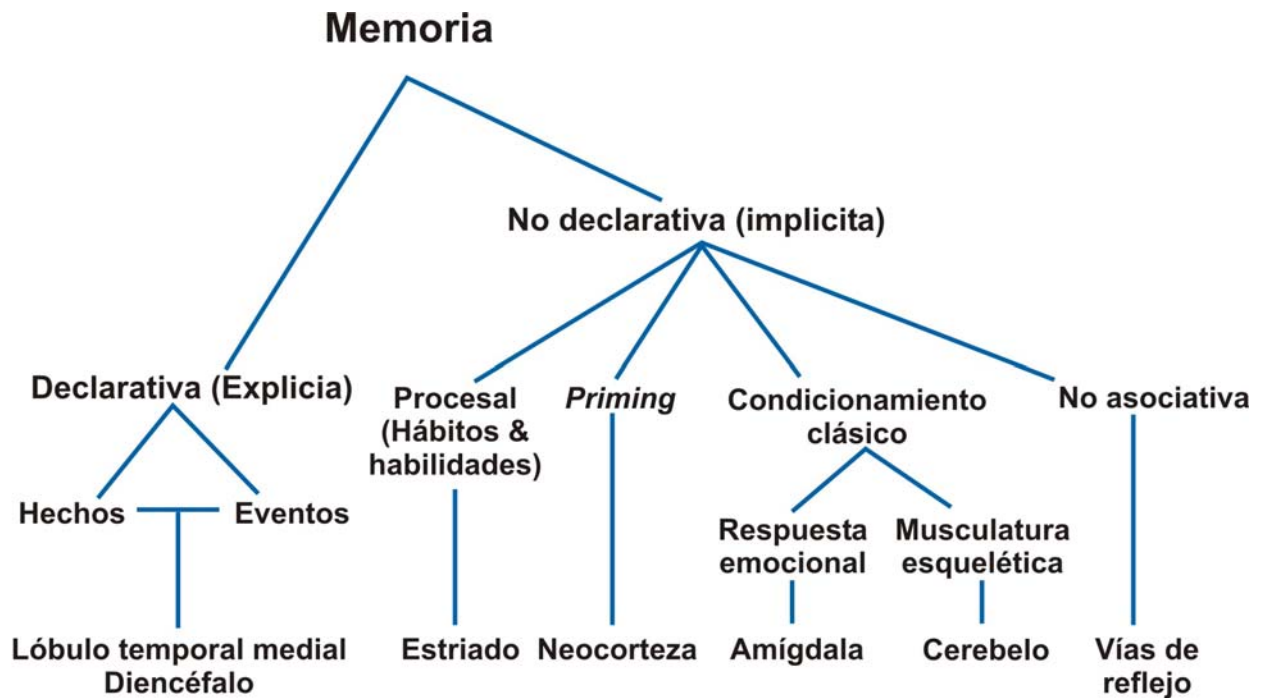 Memoria
No declarativa (implicita)
Declarativa (Explicia)
Procesal
(Hábitos &
habilidades)
Priming
Condicionamiento
clásico
No asociativa
Hechos
Eventos
Respuesta
emocional
Musculatura
esquelética
Lóbulo temporal medial
Diencéfalo
Estriado
Neocorteza
Amígdala
Cerebelo
Vías de
reflejo